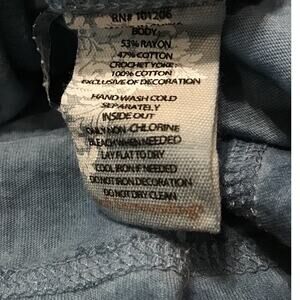 RN# 101206
BODY
53% RAYON
47% COTTON
CROCHET YOKE
100% COTTON
EXCLUSIVE OF DECORATION
HAND WASH COLD
SEPARATELY
INSIDE OUT
ONLY NON-CHLORINE
BLEACH WHEN NEEDED
LAY FLAT TO DRY
COOL IRON IF NEEDED
DO NOT IRON DECORATION
DO NOT DRY CLEAN